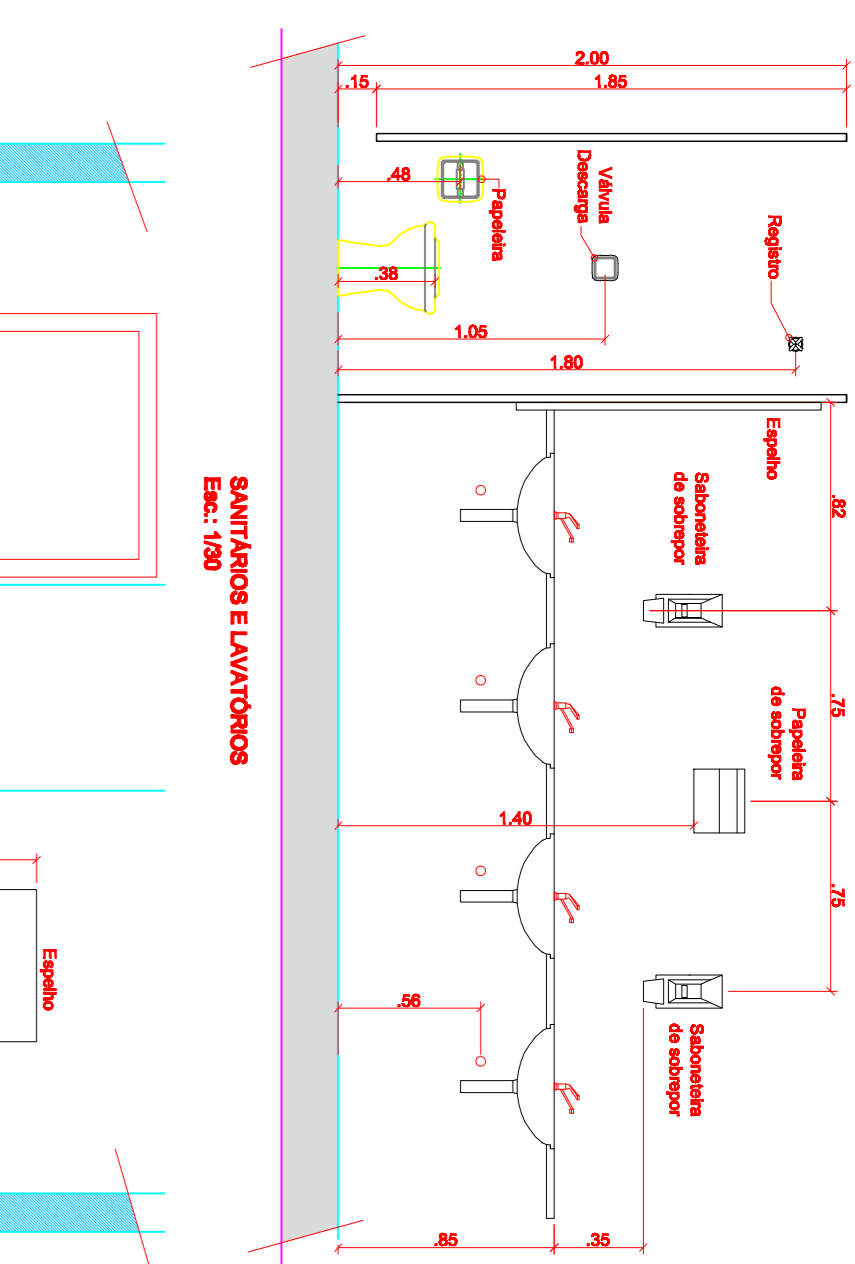 2.00
.15
1.85
.48
Papeleira
Válvula
Descarga
Registro
.38
1.05
1.80
Espelho
.82
Saboneteira
de sobrepor
.75
Papeleira
de sobrepor
1.40
.75
Saboneteira
de sobrepor
.56
.85
.35
SANITÁRIOS E LAVATÓRIOS
Esc.: 1/30
Espelho